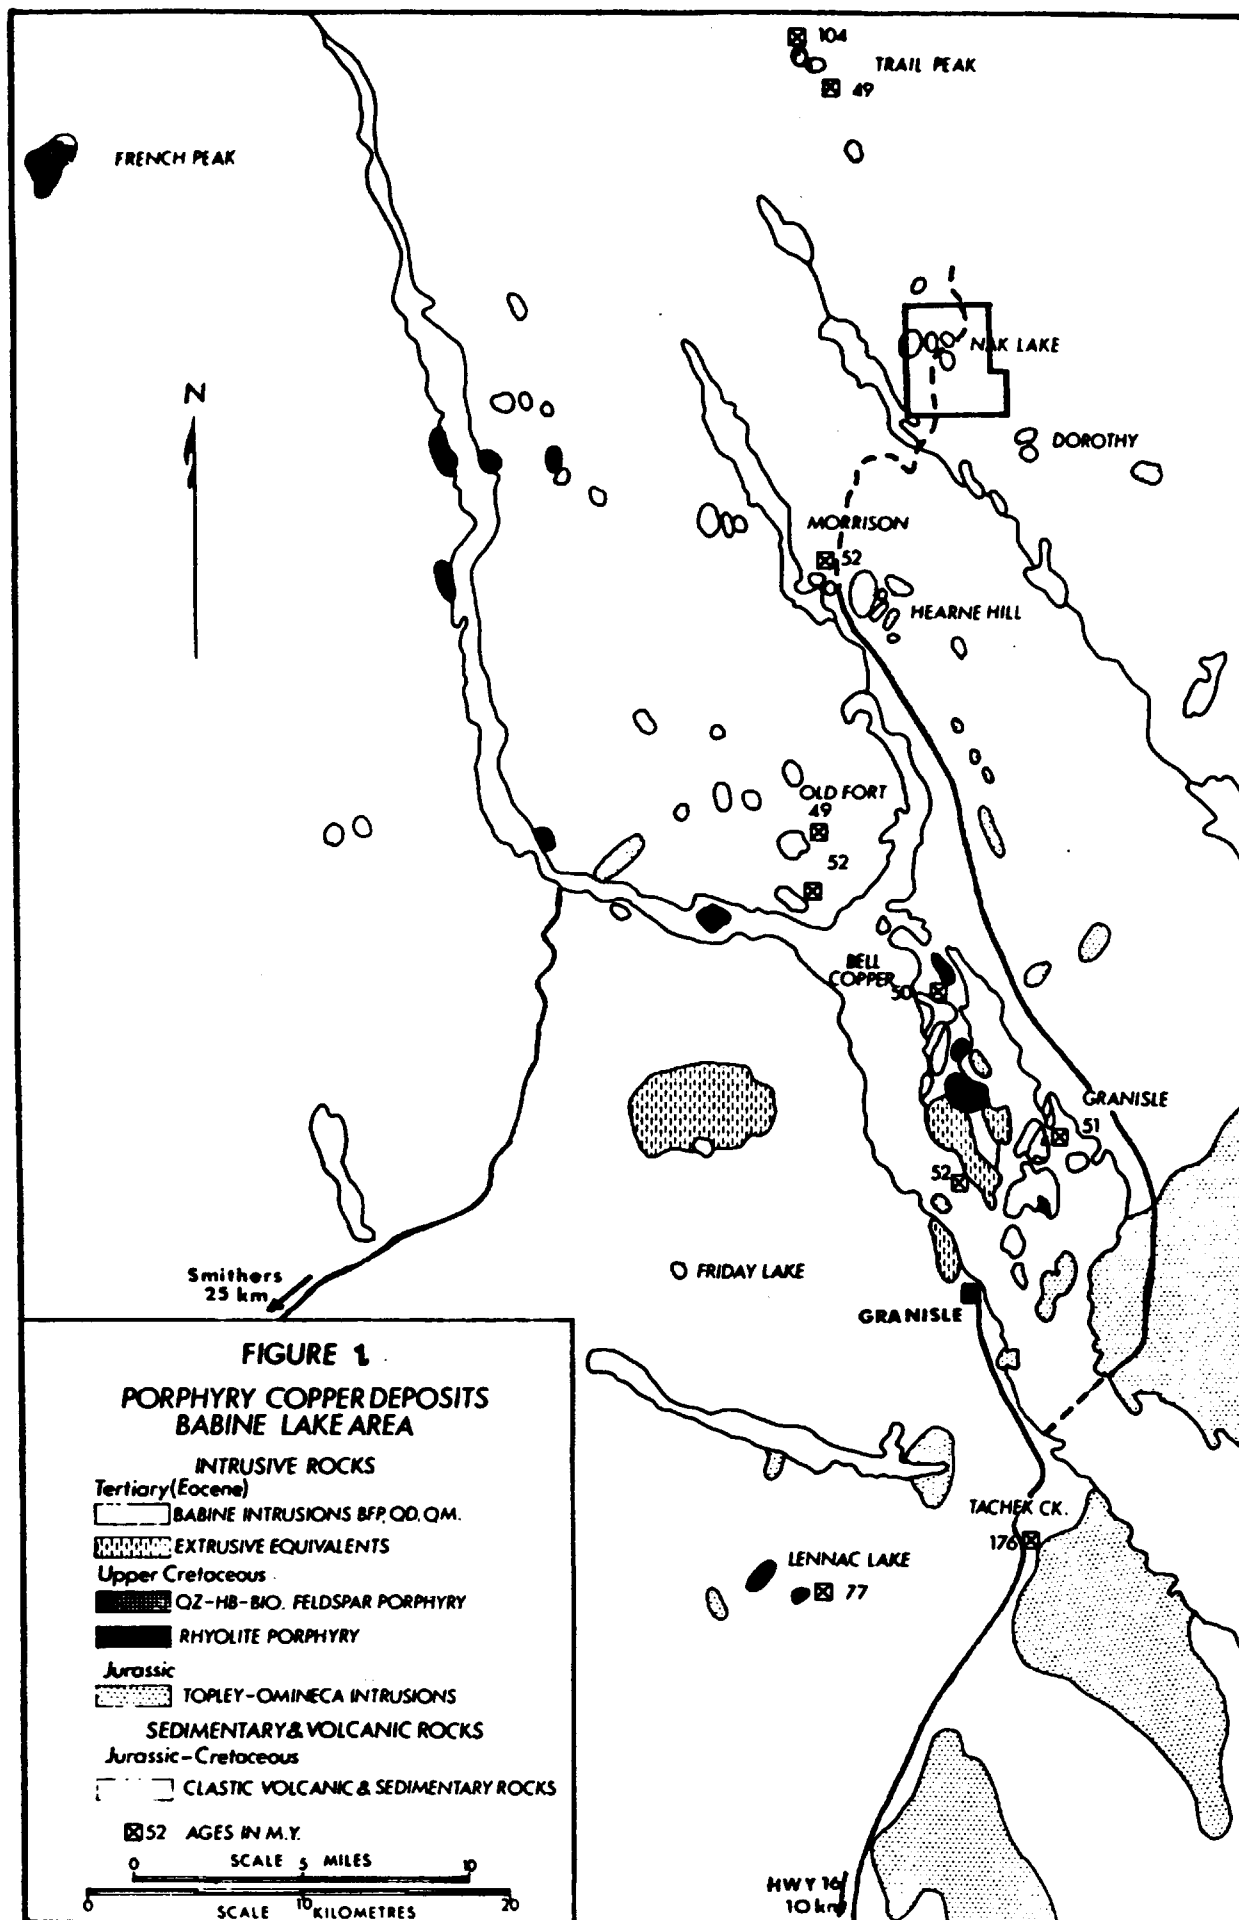 104
TRAIL PEAK
49
FRENCH PEAK
NAK LAKE
N
DOROTHY
MORRISON
52
HEARNE HILL
OLD FORT
49
52
BELL
COPPER
50
GRANISLE
51
52
FRIDAY LAKE
Smithers
25 km
GRANISLE
TACHEK CK.
176
LENNAC LAKE
77
HWY 16
10 km
FIGURE 1
PORPHYRY COPPER DEPOSITS
BABINE LAKE AREA
INTRUSIVE ROCKS
Tertiary (Eocene)
BABINE INTRUSIONS BFP, QD, QM.
EXTRUSIVE EQUIVALENTS
Upper Cretaceous
QZ-HB-BIO. FELDSPAR PORPHYRY
RHYOLITE PORPHYRY
Jurassic
TOPLEY-OMINECA INTRUSIONS
SEDIMENTARY & VOLCANIC ROCKS
Jurassic-Cretaceous
CLASTIC VOLCANIC & SEDIMENTARY ROCKS
52 AGES IN M.Y.
0 SCALE 5 MILES 10
0 10 20
SCALE KILOMETRES